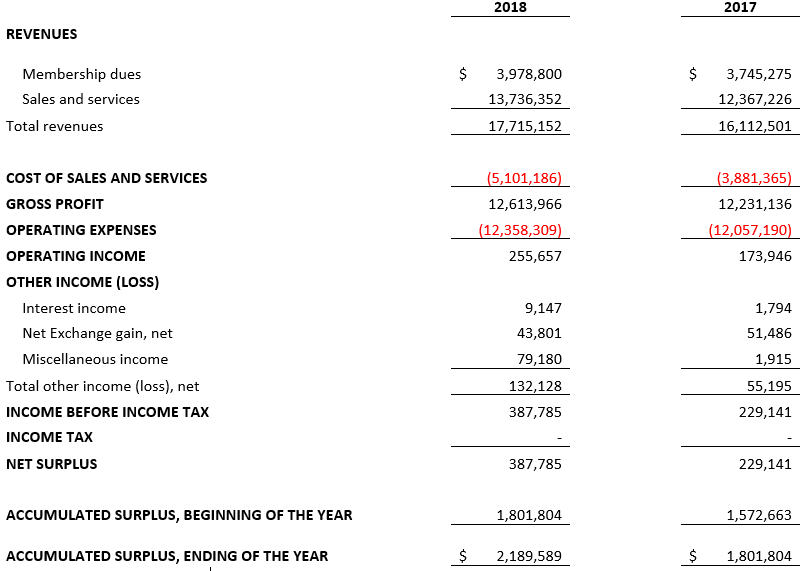 2018 2017
REVENUES
Membership dues $ 3,978,800 $ 3,745,275
Sales and services 13,736,352 12,367,226
Total revenues 17,715,152 16,112,501
COST OF SALES AND SERVICES (5,101,186) (3,881,365)
GROSS PROFIT 12,613,966 12,231,136
OPERATING EXPENSES (12,358,309) (12,057,190)
OPERATING INCOME 255,657 173,946
OTHER INCOME (LOSS)
Interest income 9,147 1,794
Net Exchange gain, net 43,801 51,486
Miscellaneous income 79,180 1,915
Total other income (loss), net 132,128 55,195
INCOME BEFORE INCOME TAX 387,785 229,141
INCOME TAX - -
NET SURPLUS 387,785 229,141
ACCUMULATED SURPLUS, BEGINNING OF THE YEAR 1,801,804 1,572,663
ACCUMULATED SURPLUS, ENDING OF THE YEAR $ 2,189,589 $ 1,801,804